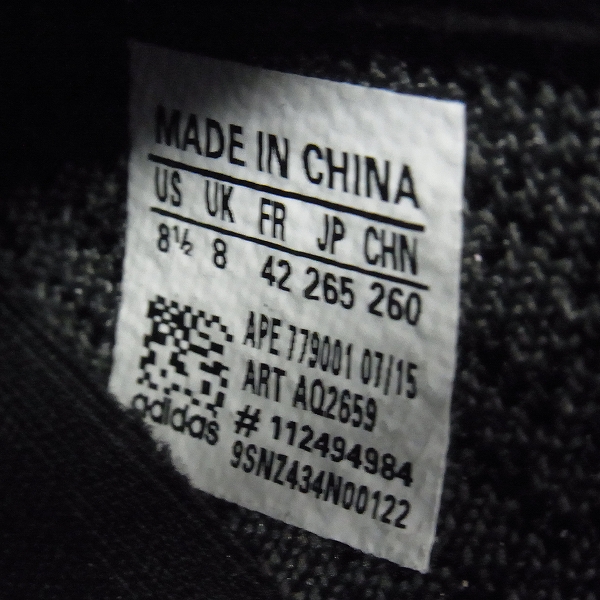 MADE IN CHINA
US UK FR JP CHN
8½ 8 42 265 260
APE 779001 07/15
ART AQ2659
# 112494984
adidas
9SNZ434N00122